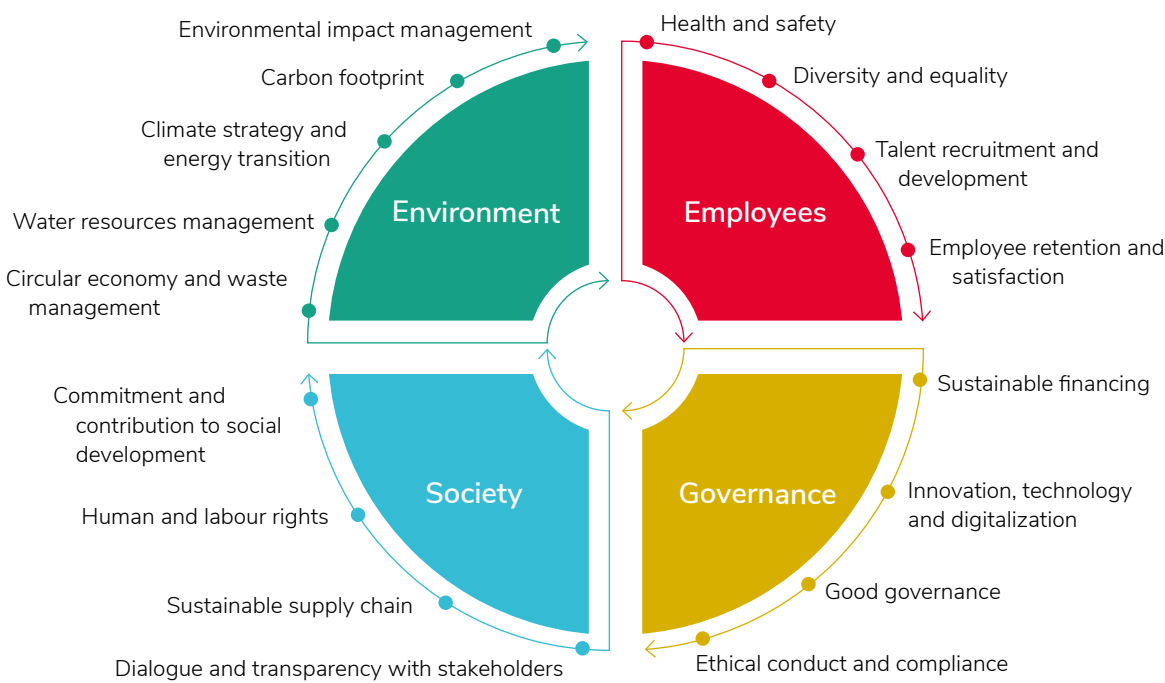 Environmental impact management
Carbon footprint
Climate strategy and
energy transition
Water resources management
Circular economy and waste
management
Environment
Health and safety
Diversity and equality
Talent recruitment and
development
Employee retention and
satisfaction
Employees
Commitment and
contribution to social
development
Human and labour rights
Sustainable supply chain
Dialogue and transparency with stakeholders
Society
Sustainable financing
Innovation, technology
and digitalization
Good governance
Ethical conduct and compliance
Governance